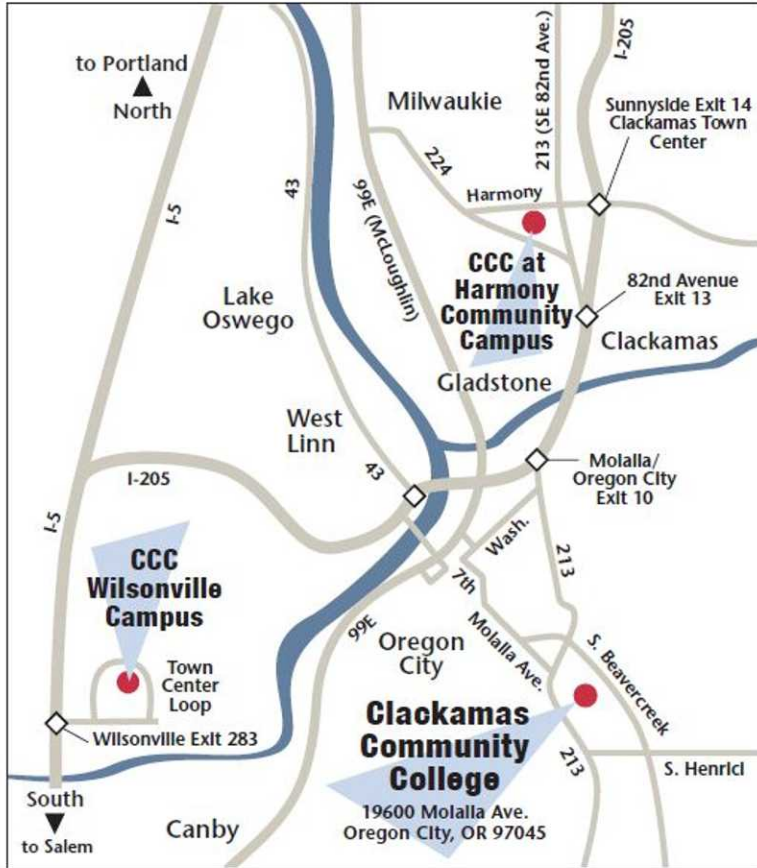 to Portland
North
I-5
43
Milwaukie
224
99E (McLoughlin)
213 (SE 82nd Ave.)
I-205
Sunnyside Exit 14
Clackamas Town
Center
Harmony
CCC at
Harmony
Community
Campus
82nd Avenue
Exit 13
Clackamas
Lake
Oswego
Gladstone
West
Linn
43
I-205
Molalla/
Oregon City
Exit 10
I-5
CCC
Wilsonville
Campus
Wash.
7th
213
99E
Oregon
City
Molalla Ave.
S. Beavercreek
Town
Center
Loop
Wilsonville Exit 283
Clackamas
Community
College
19600 Molalla Ave.
Oregon City, OR 97045
213
S. Henrici
South
to Salem
Canby